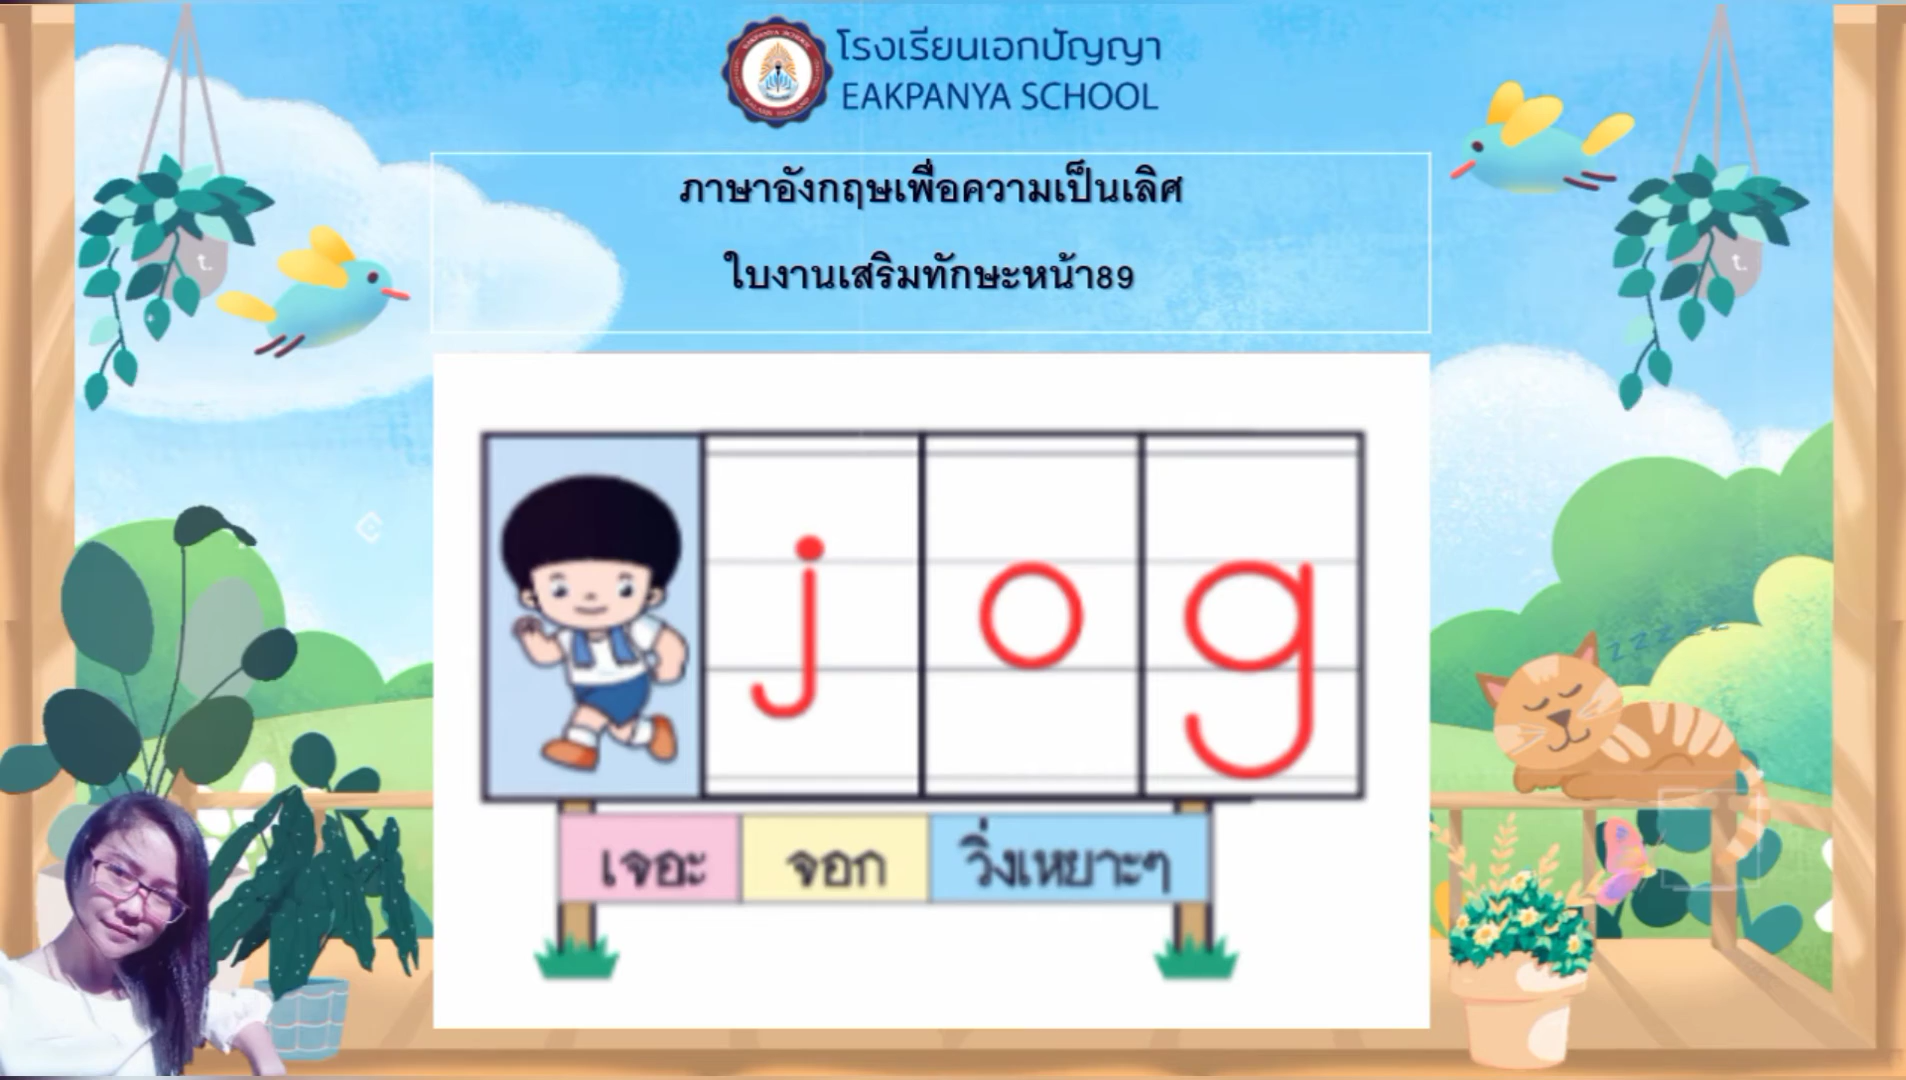 โรงเรียนเอกปัญญา
EAKPANYA SCHOOL
ภาษาอังกฤษเพื่อความเป็นเลิศ
ใบงานเสริมทักษะหน้า89
j o g
เจอะ จอก วิ่งเหยาะๆ
z z z z z